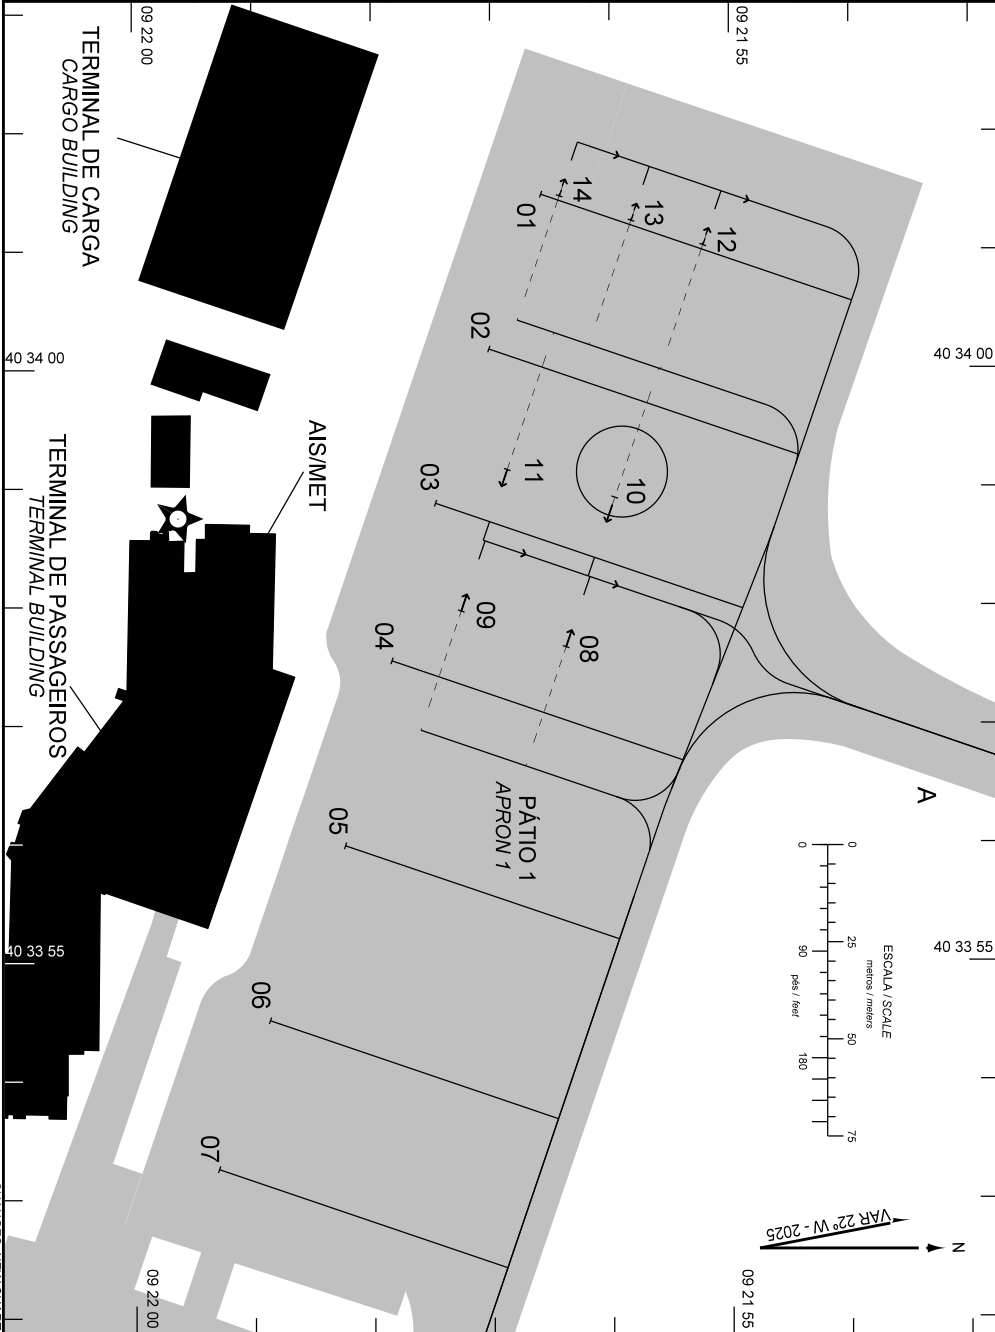 09 22 00
09 21 55
TERMINAL DE CARGA
CARGO BUILDING
14
13
12
01
02
40 34 00
40 34 00
AIS/MET
TERMINAL DE PASSAGEIROS
TERMINAL BUILDING
11
10
03
09
08
04
PÁTIO 1
APRON 1
A
05
ESCALA / SCALE
metros / meters
0 25 50 75
0 90 180
pés / feet
40 33 55
40 33 55
06
07
VAR 22º W - 2025
N
09 22 00
09 21 55